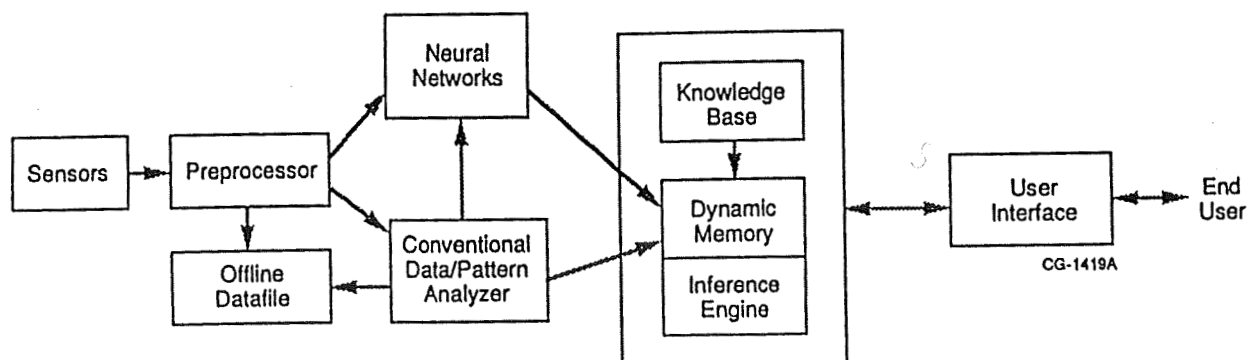 Neural
Networks
Knowledge
Base
Sensors
Preprocessor
User
Interface
End
User
Dynamic
Memory
Conventional
Data/Pattern
Analyzer
Offline
Datafile
Inference
Engine
CG-1419A